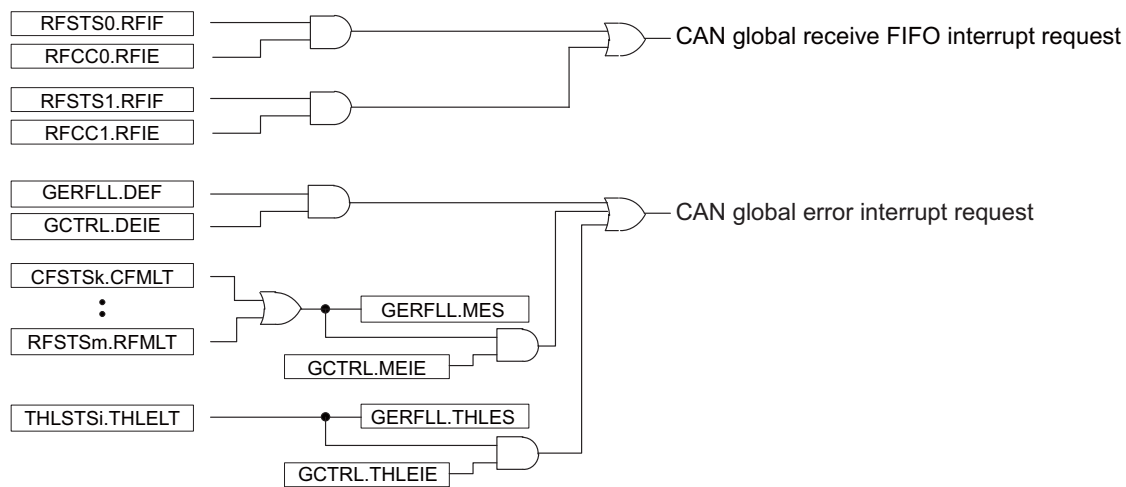 RFSTS0.RFIF
RFCC0.RFIE
CAN global receive FIFO interrupt request
RFSTS1.RFIF
RFCC1.RFIE
GERFLL.DEF
GCTRL.DEIE
CAN global error interrupt request
CFSTSk.CFMLT
GERFLL.MES
RFSTSm.RFMLT
GCTRL.MEIE
THLSTSi.THLELT
GERFLL.THLES
GCTRL.THLEIE